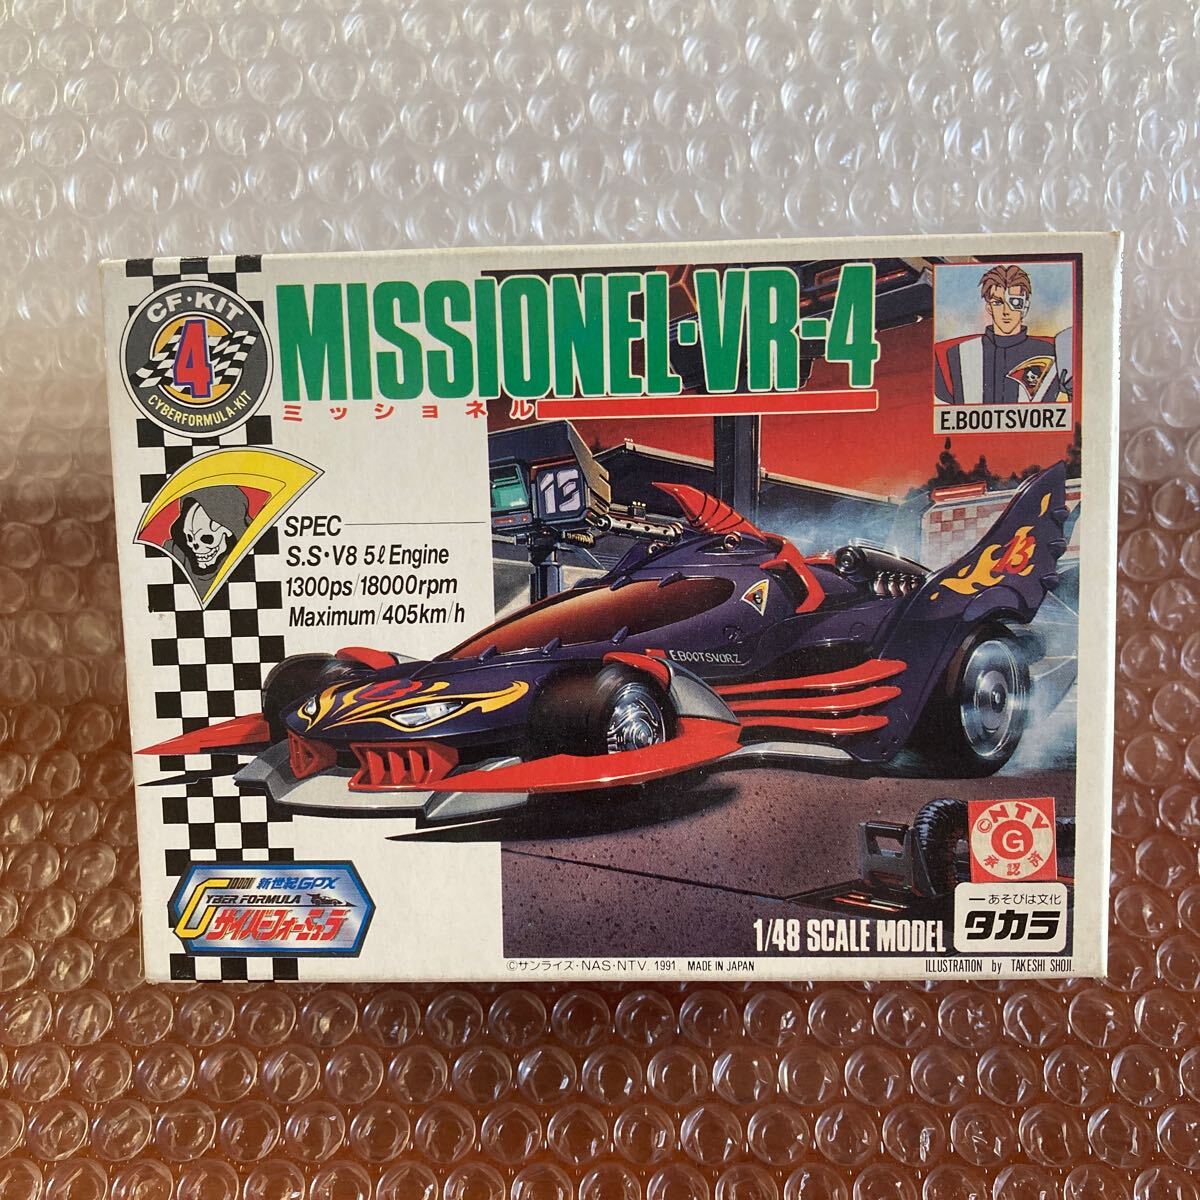 CF・KIT
4
CYBERFORMULA-KIT
MISSIONEL・VR-4
ミッショネル
E.BOOTSVORZ
SPEC
S.S・V8 5ℓ Engine
1300ps/18000rpm
Maximum/405km/h
13
E.BOOTSVORZ
13
新世紀GPX
CYBER FORMULA
サイバーフォーミュラ
NTV
G
承認
1/48 SCALE MODEL
あそびは文化
タカラ
©サンライズ・NAS・NTV. 1991. MADE IN JAPAN
ILLUSTRATION by TAKESHI SHOJI.